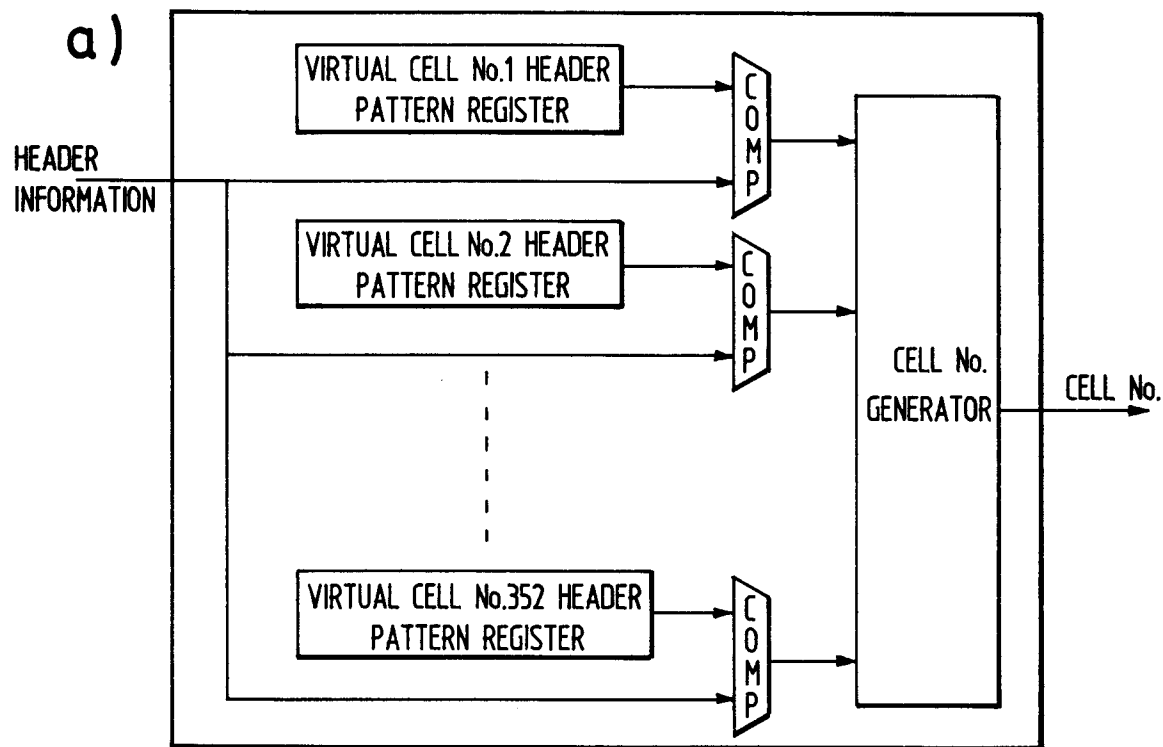 a)
VIRTUAL CELL No.1 HEADER
PATTERN REGISTER
COMP
HEADER
INFORMATION
VIRTUAL CELL No.2 HEADER
PATTERN REGISTER
COMP
CELL No.
GENERATOR
CELL No.
VIRTUAL CELL No.352 HEADER
PATTERN REGISTER
COMP